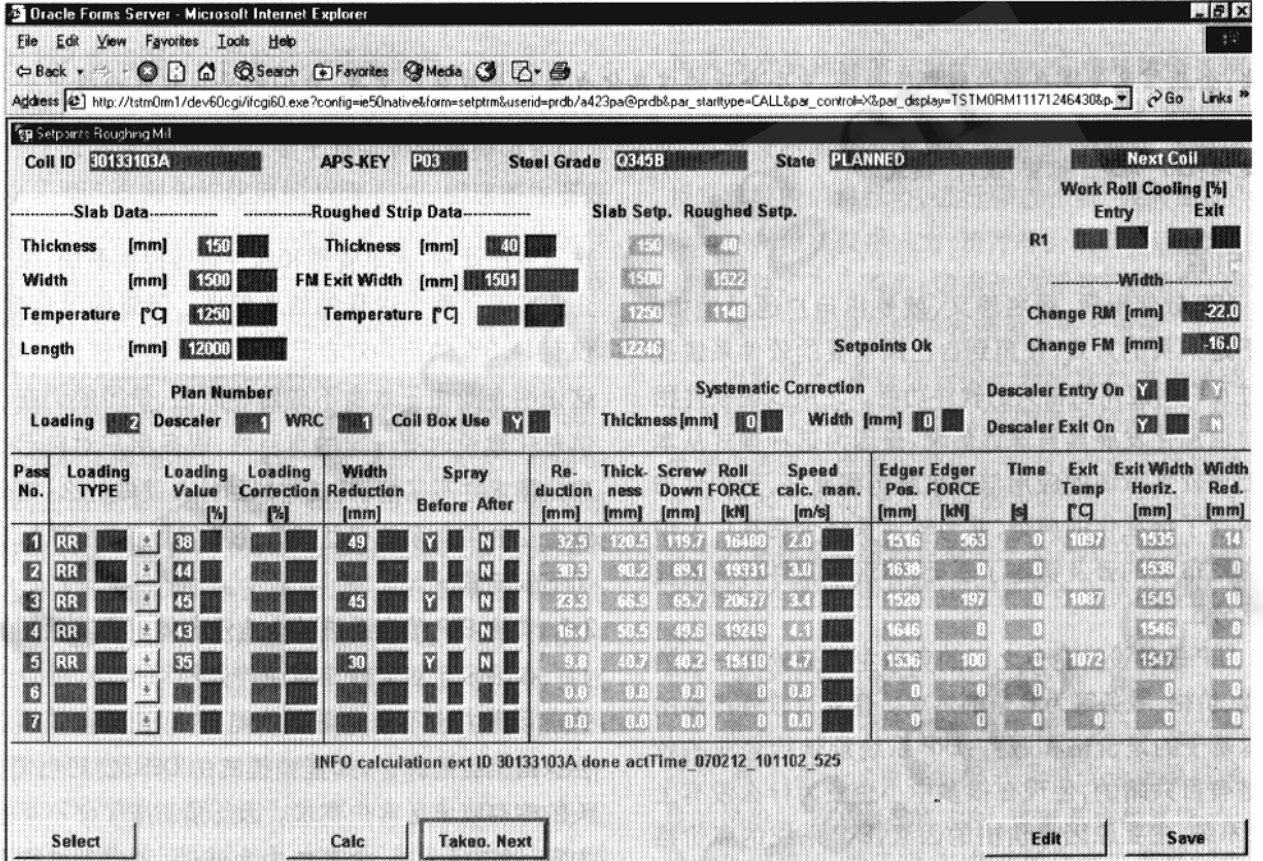 Oracle Forms Server - Microsoft Internet Explorer
File Edit View Favorites Tools Help
Back Search Favorites Media
Address http://tstm0rm1/dev60cgi/ifcgi60.exe?config=ie50native&form=setptrm&userid=prdb/a423pa@prdb&par_starttype=CALL&par_control=X&par_display=TSTM0RM11171246430&p. Go Links »
Setpoints Roughing Mill
Coil ID 30133103A APS-KEY P03 Steel Grade Q345B State PLANNED Next Coil
Work Roll Cooling [%]
Slab Data Roughed Strip Data Slab Setp. Roughed Setp. Entry Exit
Thickness [mm] 150 Thickness [mm] 40 150 40 R1
Width [mm] 1500 FM Exit Width [mm] 1501 1500 1522 Width
Temperature [°C] 1250 Temperature [°C] 1250 1140 Change RM [mm] -22.0
Length [mm] 12000 12246 Setpoints Ok Change FM [mm] -16.0
Plan Number Systematic Correction Descaler Entry On Y Y
Loading 2 Descaler 1 WRC 1 Coil Box Use Y Thickness[mm] 0 Width [mm] 0 Descaler Exit On Y N
Pass Loading Loading Loading Width Spray Re- Thick- Screw Roll Speed Edger Edger Time Exit Exit Width Width
No. TYPE Value Correction Reduction Before After duction ness Down FORCE calc. man. Pos. FORCE Temp Horiz. Red.
[%] [%] [mm] [mm] [mm] [mm] [kN] [m/s] [mm] [kN] [s] [°C] [mm] [mm]
1 RR 38 49 Y N 32.5 120.5 119.7 16480 2.0 1516 563 0 1097 1535 14
2 RR 44 N 30.3 90.2 89.1 19331 3.0 1638 0 0 1538 0
3 RR 45 45 Y N 23.3 66.9 65.7 20627 3.4 1528 197 0 1087 1545 18
4 RR 43 N 16.4 50.5 49.6 19249 4.1 1646 0 0 1546 0
5 RR 35 30 Y N 9.8 40.7 40.2 15410 4.7 1536 100 0 1072 1547 10
6 0.0 0.0 0.0 0 0.0 0 0 0 0 0
7 0.0 0.0 0.0 0 0.0 0 0 0 0 0 0
INFO calculation ext ID 30133103A done actTime_070212_101102_525
Select Calc Takeo. Next Edit Save